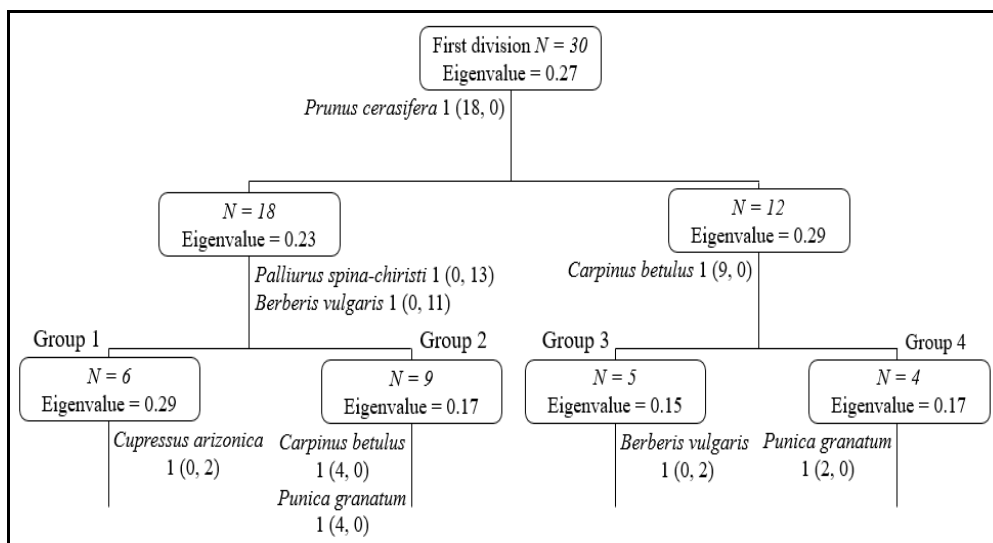 First division N = 30
Eigenvalue = 0.27
Prunus cerasifera 1 (18, 0)
N = 18
Eigenvalue = 0.23
N = 12
Eigenvalue = 0.29
Palliurus spina-chiristi 1 (0, 13)
Berberis vulgaris 1 (0, 11)
Carpinus betulus 1 (9, 0)
Group 1
Group 2
Group 3
Group 4
N = 6
Eigenvalue = 0.29
N = 9
Eigenvalue = 0.17
N = 5
Eigenvalue = 0.15
N = 4
Eigenvalue = 0.17
Cupressus arizonica
1 (0, 2)
Carpinus betulus
1 (4, 0)
Punica granatum
1 (4, 0)
Berberis vulgaris
1 (0, 2)
Punica granatum
1 (2, 0)